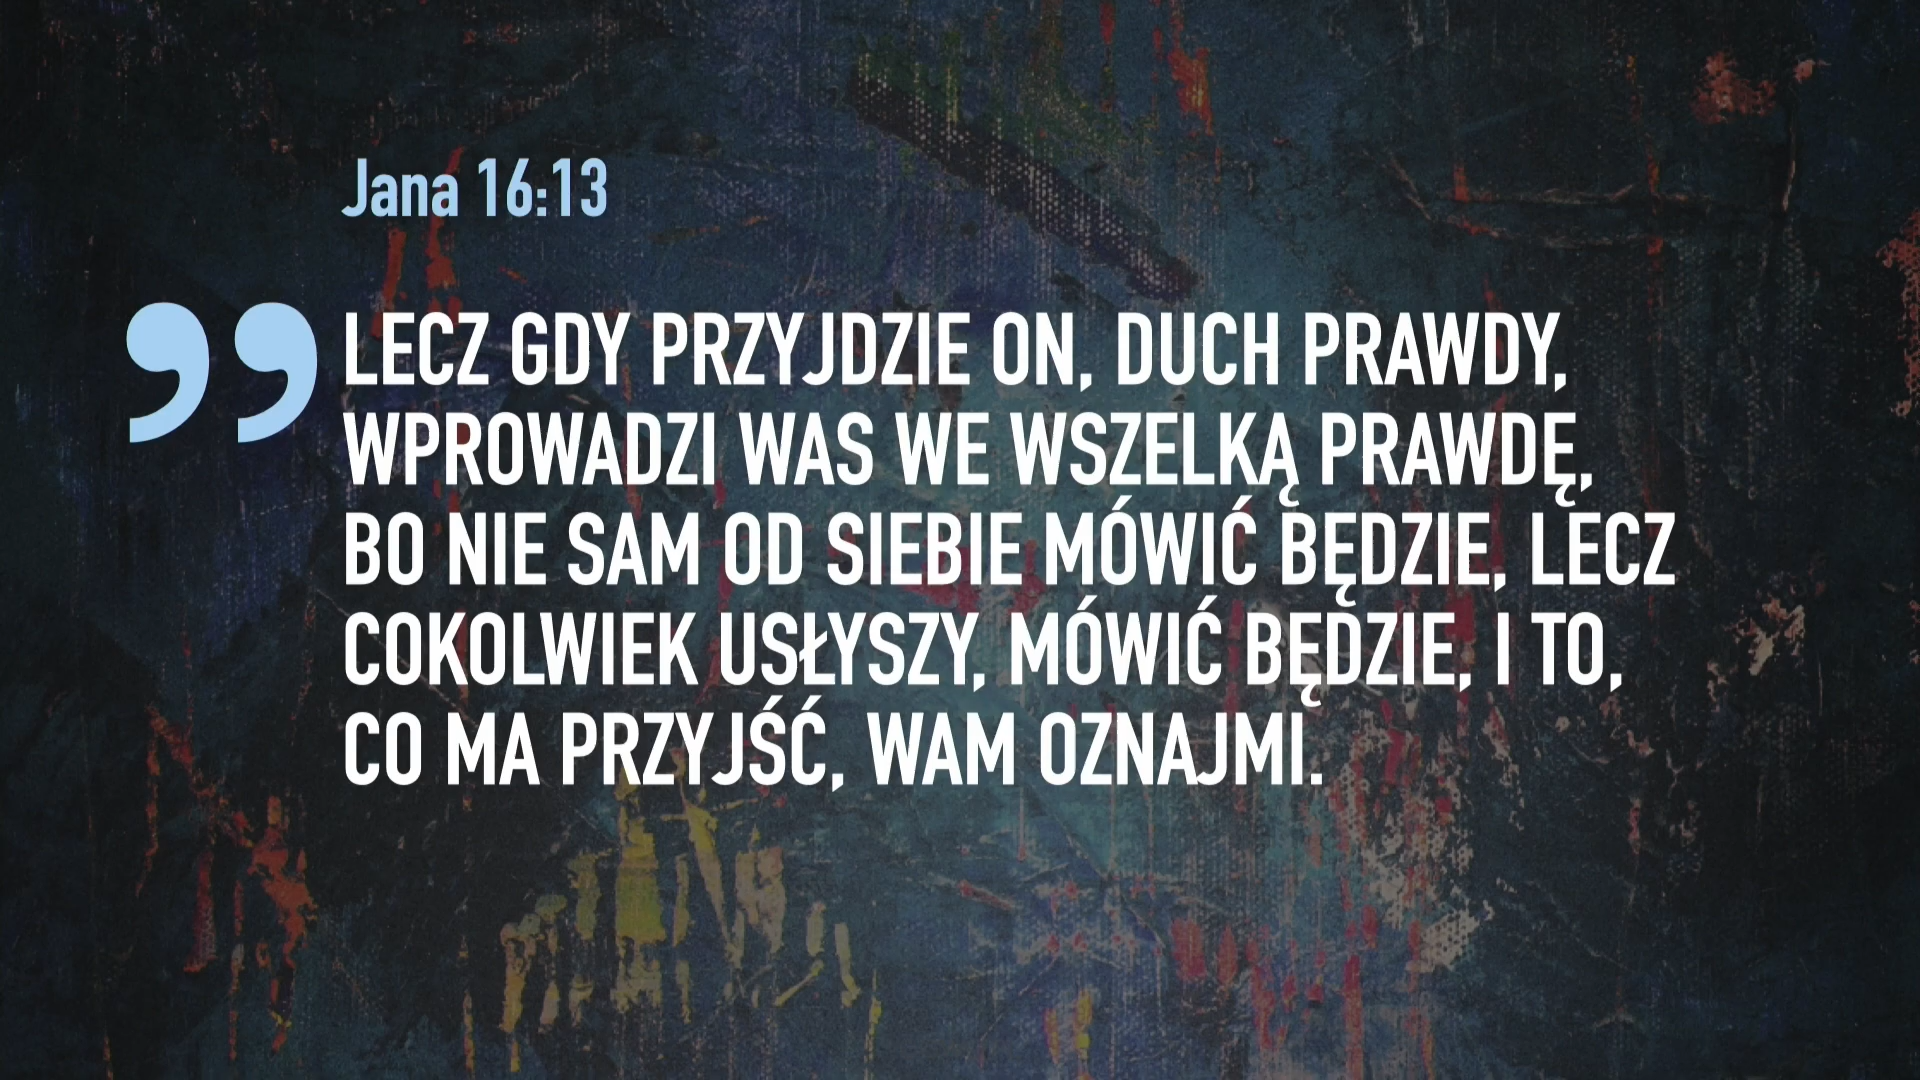 Jana 16:13
” LECZ GDY PRZYJDZIE ON, DUCH PRAWDY,
WPROWADZI WAS WE WSZELKĄ PRAWDĘ,
BO NIE SAM OD SIEBIE MÓWIĆ BĘDZIE, LECZ
COKOLWIEK USŁYSZY, MÓWIĆ BĘDZIE, I TO,
CO MA PRZYJŚĆ, WAM OZNAJMI.